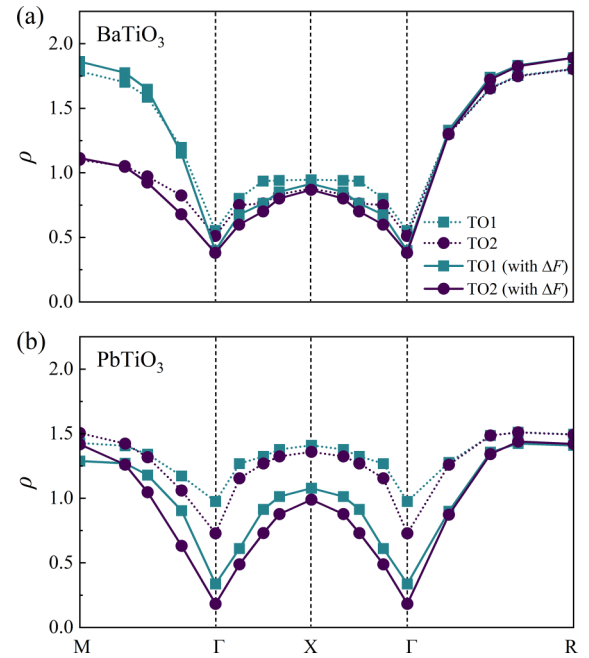 (a)
BaTiO₃
2.0
1.5
1.0
0.5
0.0
ρ
TO1
TO2
TO1 (with ΔF)
TO2 (with ΔF)
(b)
PbTiO₃
2.0
1.5
1.0
0.5
0.0
ρ
M Γ X Γ R